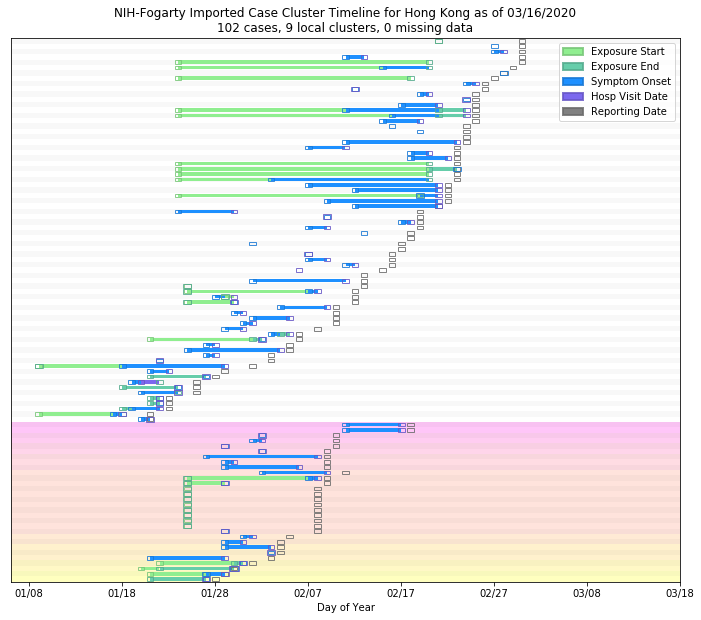 NIH-Fogarty Imported Case Cluster Timeline for Hong Kong as of 03/16/2020
102 cases, 9 local clusters, 0 missing data
Exposure Start
Exposure End
Symptom Onset
Hosp Visit Date
Reporting Date
01/08 01/18 01/28 02/07 02/17 02/27 03/08 03/18
Day of Year